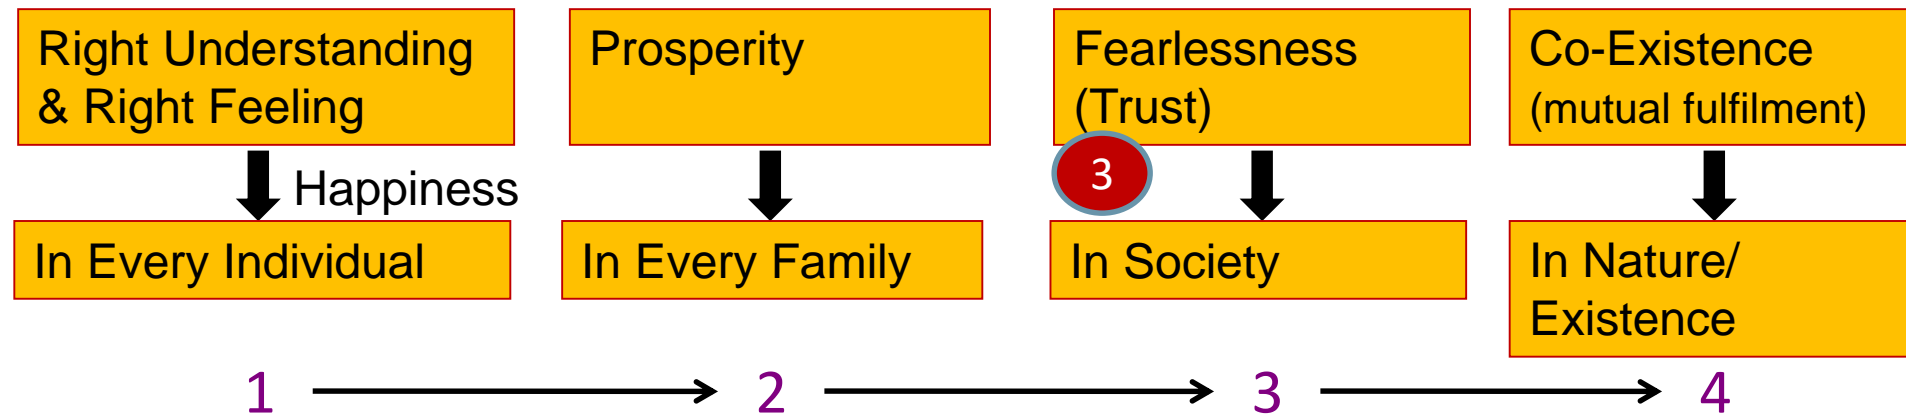 Right Understanding
& Right Feeling
Prosperity
Fearlessness
(Trust)
Co-Existence
(mutual fulfilment)
3
Happiness
In Every Individual
In Every Family
In Society
In Nature/
Existence
1
2
3
4